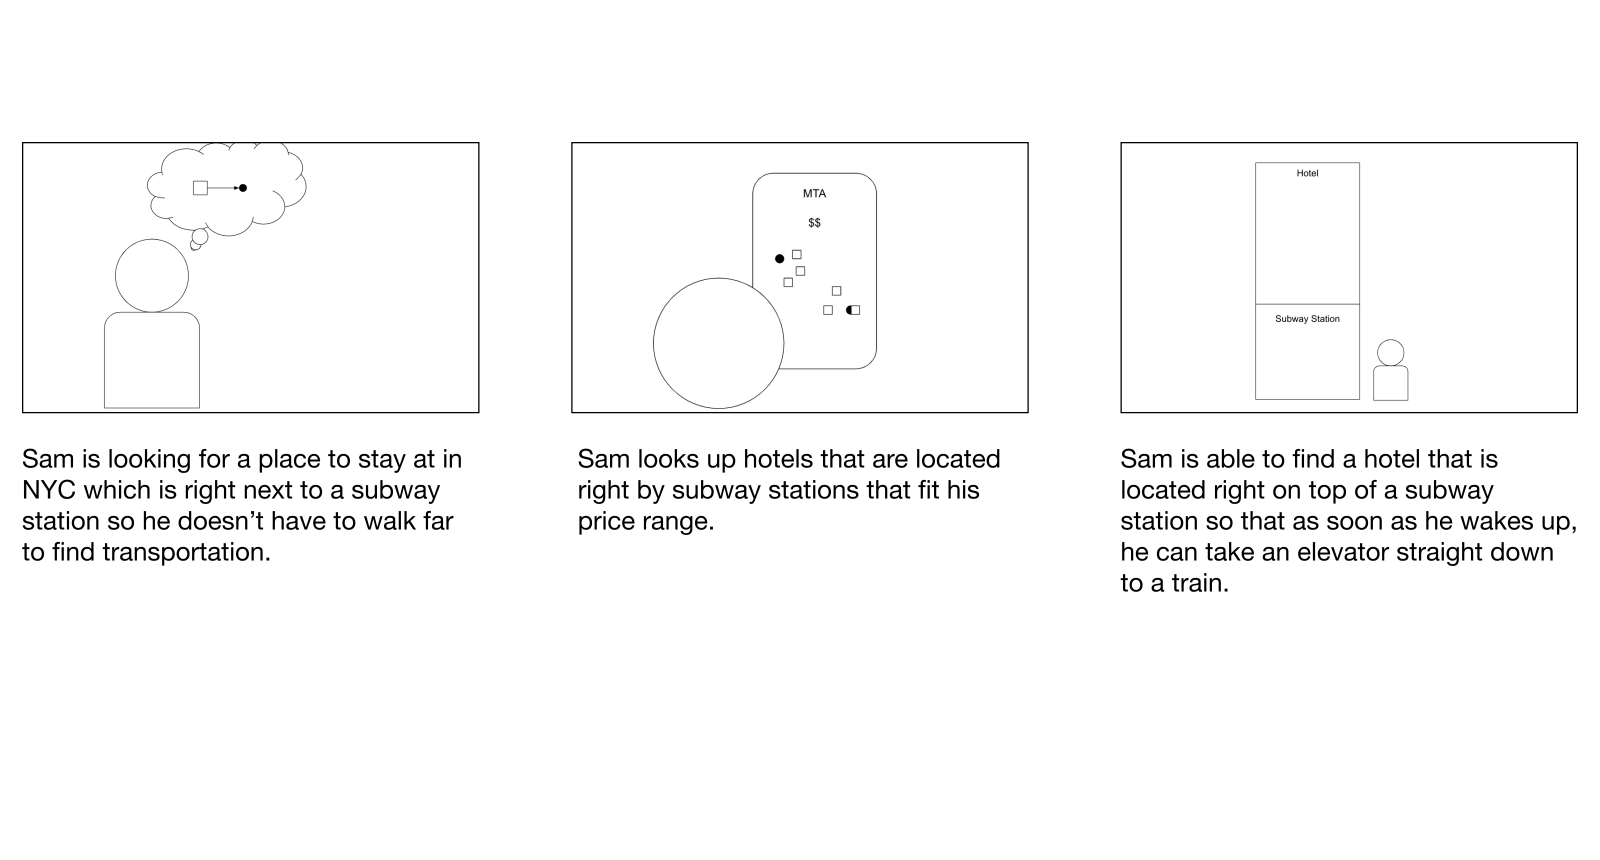 MTA
$$
Hotel
Subway Station
Sam is looking for a place to stay at in
NYC which is right next to a subway
station so he doesn’t have to walk far
to find transportation.
Sam looks up hotels that are located
right by subway stations that fit his
price range.
Sam is able to find a hotel that is
located right on top of a subway
station so that as soon as he wakes up,
he can take an elevator straight down
to a train.